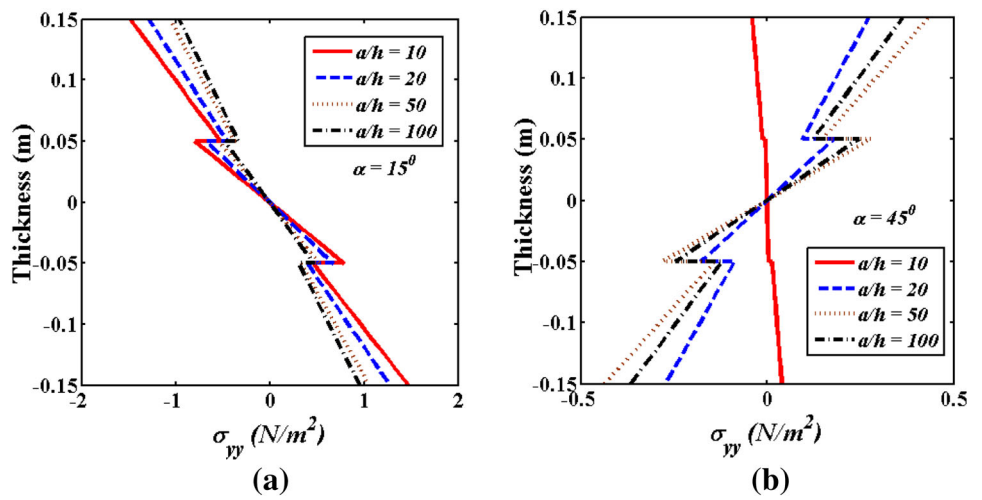 0.15
0.1
0.05
0
-0.05
-0.1
-0.15
Thickness (m)
-2
-1
0
1
2
σyy (N/m²)
a/h = 10
a/h = 20
a/h = 50
a/h = 100
α = 15⁰
(a)
0.15
0.1
0.05
0
-0.05
-0.1
-0.15
Thickness (m)
-0.5
0
0.5
σyy (N/m²)
α = 45⁰
a/h = 10
a/h = 20
a/h = 50
a/h = 100
(b)